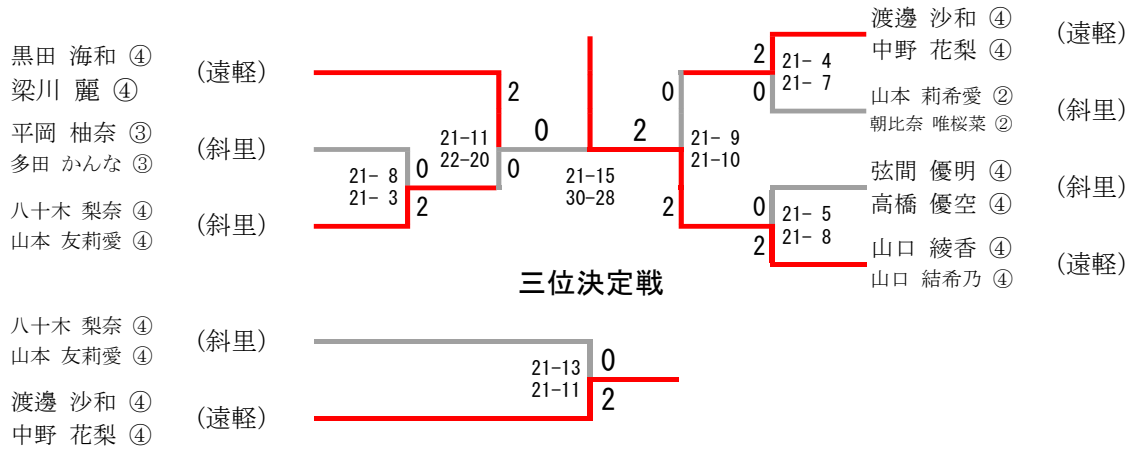 黒田 海和 ④
梁川 麗 ④
(遠軽)
平岡 柚奈 ③
多田 かんな ③
(斜里)
八十木 梨奈 ④
山本 友莉愛 ④
(斜里)
21- 8
21- 3
0
2
21-11
22-20
2
0
0
2
21-15
30-28
渡邊 沙和 ④
中野 花梨 ④
(遠軽)
山本 莉希愛 ②
朝比奈 唯桜菜 ②
(斜里)
弦間 優明 ④
高橋 優空 ④
(斜里)
山口 綾香 ④
山口 結希乃 ④
(遠軽)
2
0
21- 4
21- 7
0
2
21- 5
21- 8
0
2
21- 9
21-10
三位決定戦
八十木 梨奈 ④
山本 友莉愛 ④
(斜里)
渡邊 沙和 ④
中野 花梨 ④
(遠軽)
21-13
21-11
0
2